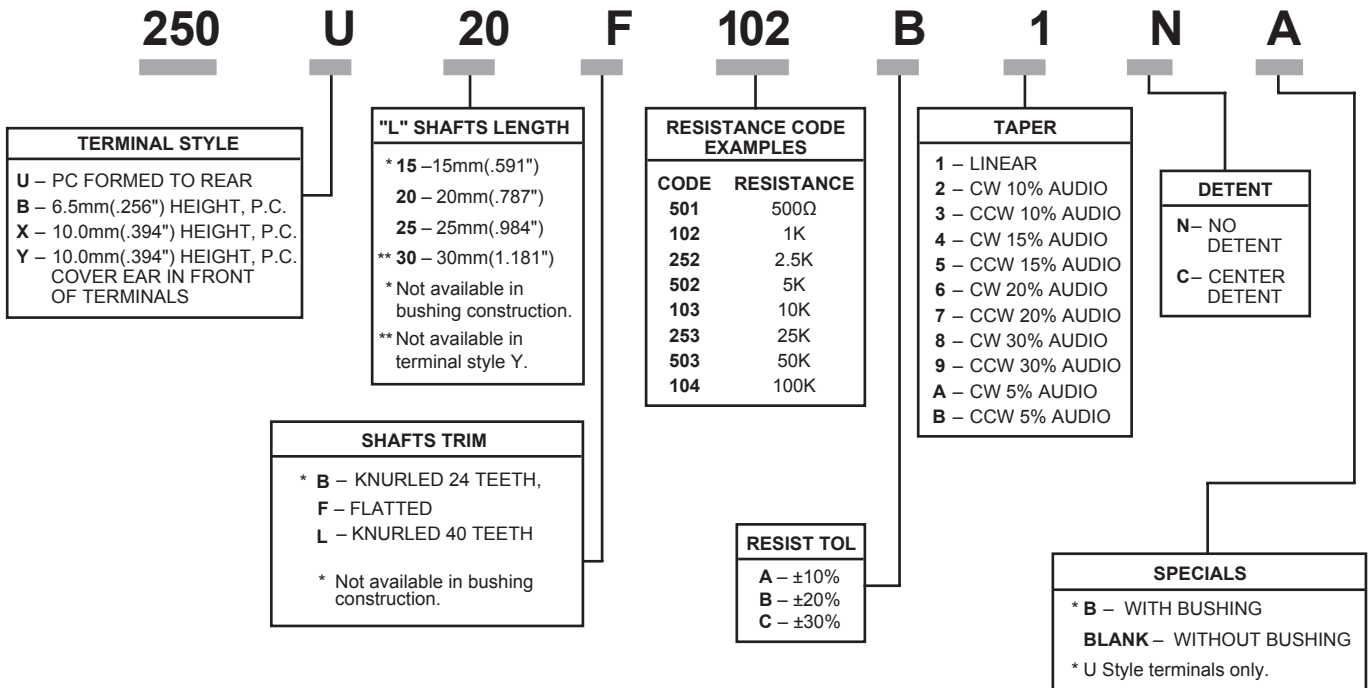 250 U 20 F 102 B 1 N A
TERMINAL STYLE
U – PC FORMED TO REAR
B – 6.5mm(.256") HEIGHT, P.C.
X – 10.0mm(.394") HEIGHT, P.C.
Y – 10.0mm(.394") HEIGHT, P.C.
COVER EAR IN FRONT
OF TERMINALS
"L" SHAFTS LENGTH
* 15 –15mm(.591")
20 – 20mm(.787")
25 – 25mm(.984")
** 30 – 30mm(1.181")
* Not available in
bushing construction.
** Not available in
terminal style Y.
RESISTANCE CODE
EXAMPLES
CODE RESISTANCE
501 500Ω
102 1K
252 2.5K
502 5K
103 10K
253 25K
503 50K
104 100K
TAPER
1 – LINEAR
2 – CW 10% AUDIO
3 – CCW 10% AUDIO
4 – CW 15% AUDIO
5 – CCW 15% AUDIO
6 – CW 20% AUDIO
7 – CCW 20% AUDIO
8 – CW 30% AUDIO
9 – CCW 30% AUDIO
A – CW 5% AUDIO
B – CCW 5% AUDIO
DETENT
N– NO
DETENT
C– CENTER
DETENT
SHAFTS TRIM
* B – KNURLED 24 TEETH,
F – FLATTED
L – KNURLED 40 TEETH
* Not available in bushing
construction.
RESIST TOL
A – ±10%
B – ±20%
C – ±30%
SPECIALS
* B – WITH BUSHING
BLANK – WITHOUT BUSHING
* U Style terminals only.